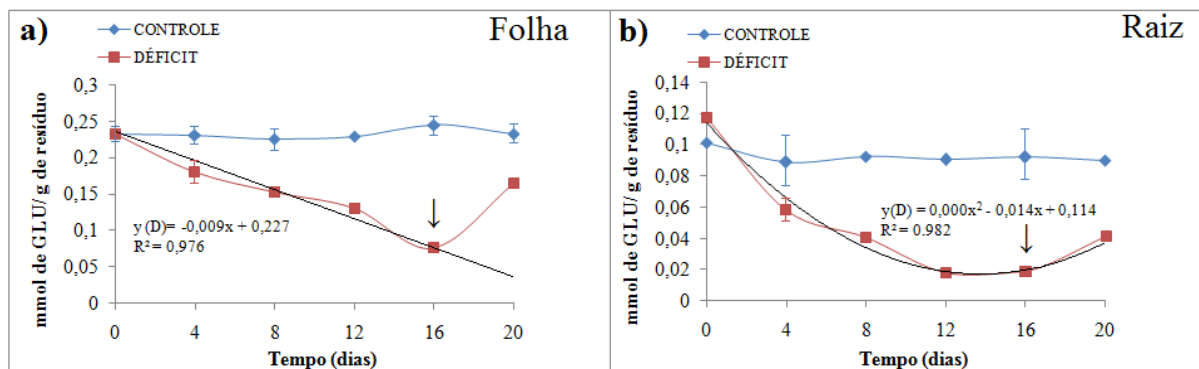 a)
Folha
CONTROLE
DÉFICIT
mmol de GLU/ g de resíduo
0,3
0,25
0,2
0,15
0,1
0,05
0
y (D)= -0,009x + 0,227
R² = 0,976
↓
0 4 8 12 16 20
Tempo (dias)
b)
Raiz
CONTROLE
DÉFICIT
mmol de GLU/ g de resíduo
0,14
0,12
0,1
0,08
0,06
0,04
0,02
0
y(D) = 0,000x² - 0,014x + 0,114
R² = 0.982
↓
0 4 8 12 16 20
Tempo (dias)